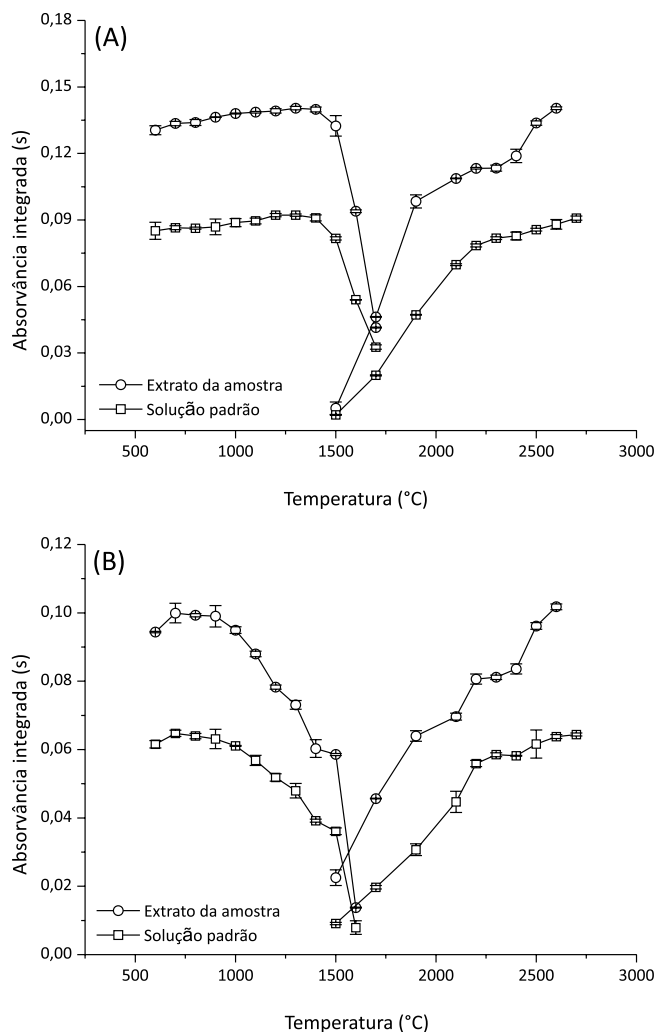 (A)
0,18
0,15
0,12
0,09
0,06
0,03
0,00
Absorvância integrada (s)
Extrato da amostra
Solução padrão
500 1000 1500 2000 2500 3000
Temperatura (°C)
(B)
0,12
0,10
0,08
0,06
0,04
0,02
0,00
Absorvância integrada (s)
Extrato da amostra
Solução padrão
500 1000 1500 2000 2500 3000
Temperatura (°C)